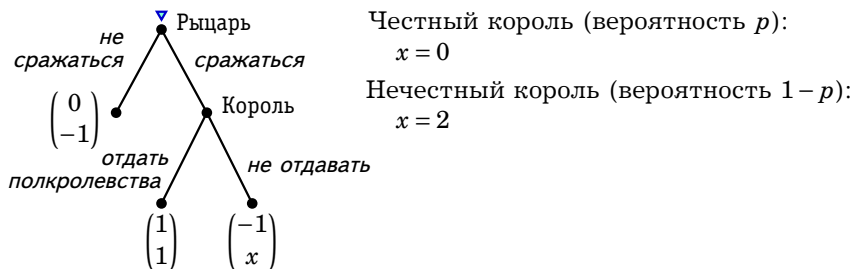 Рыцарь
не
сражаться
сражаться
Король
0
−1
отдать
полкролевства
не отдавать
1
1
−1
x
Честный король (вероятность p):
x = 0
Нечестный король (вероятность 1 − p):
x = 2